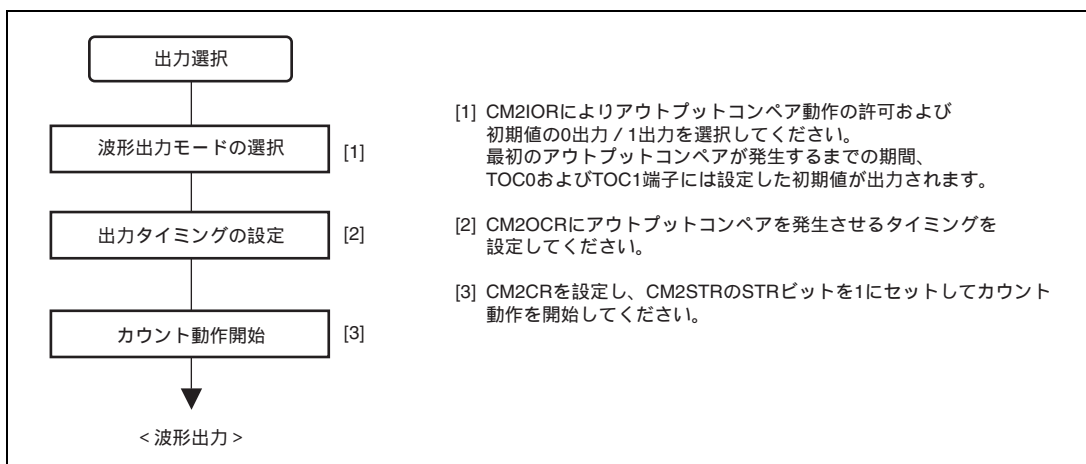 出力選択
波形出力モードの選択
[1]
出力タイミングの設定
[2]
カウント動作開始
[3]
< 波形出力 >
[1] CM2IORによりアウトプットコンペア動作の許可および
初期値の0出力 / 1出力を選択してください。
最初のアウトプットコンペアが発生するまでの期間、
TOC0およびTOC1端子には設定した初期値が出力されます。
[2] CM2OCRにアウトプットコンペアを発生させるタイミングを
設定してください。
[3] CM2CRを設定し、CM2STRのSTRビットを1にセットしてカウント
動作を開始してください。